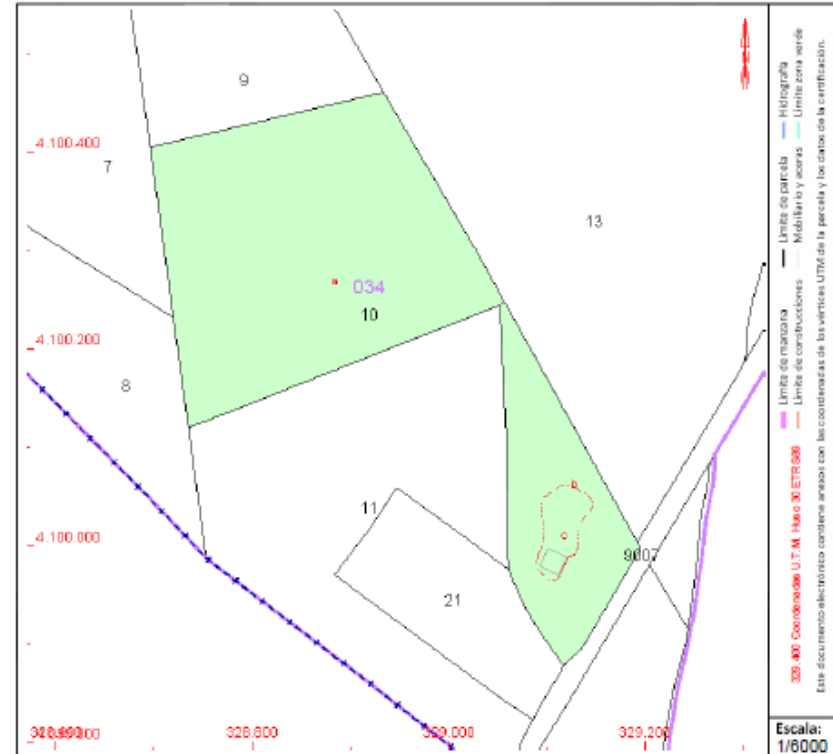 9
4.100.400
7
13
034
10
4.100.200
8
4.100.000
11
9007
21
328.800
329.000
329.200
Límite de manzana
Límite de parcela
Hidrografía
Límite de construcciones
Mobiliario y aceras
Límite zona verde
329.400 Coordenadas U.T.M. Huso 30 ETRS89
Este documento electrónico contiene anexos con las coordenadas de los vértices UTM de la parcela y los datos de la certificación.
Escala:
1/6000